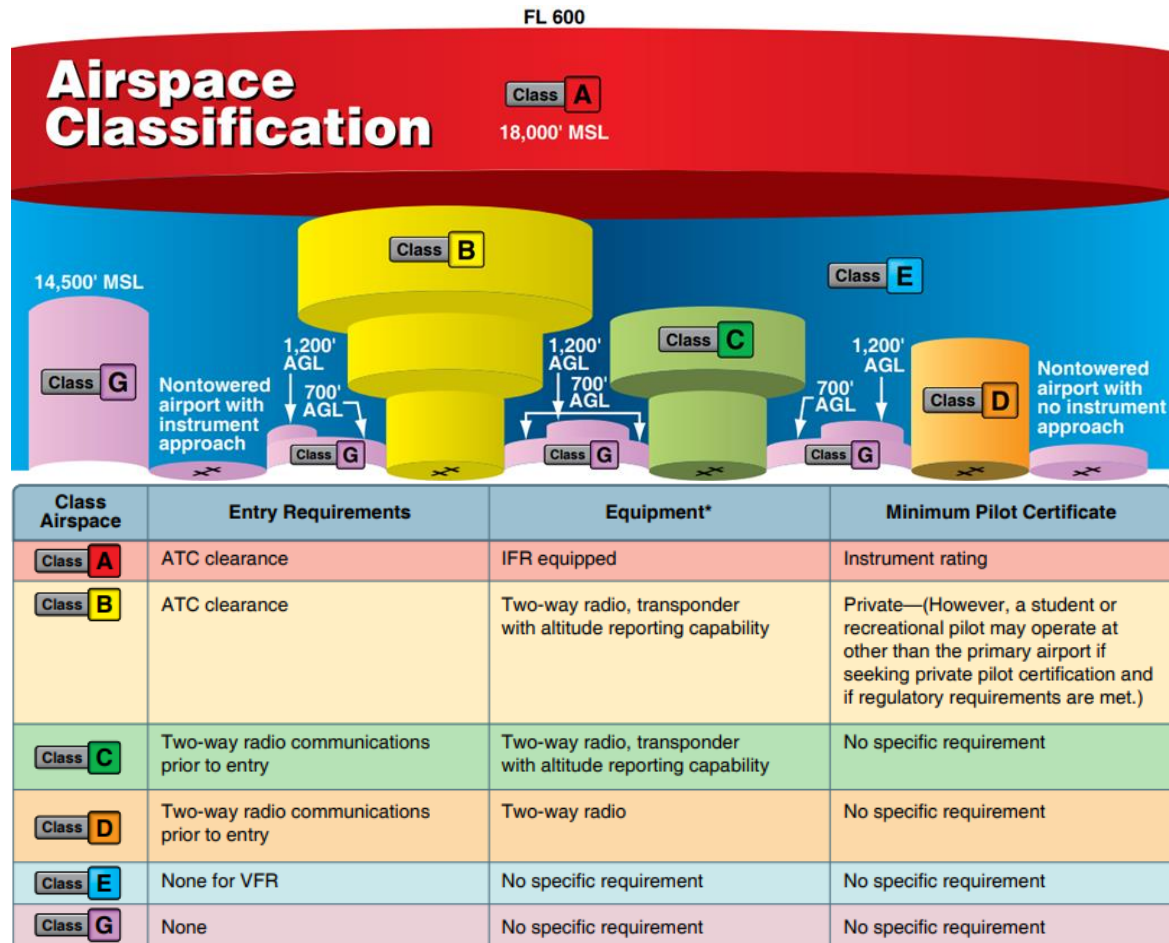 FL 600
Airspace
Classification
Class A
18,000' MSL
Class B
Class E
14,500' MSL
Class G
Nontowered
airport with
instrument
approach
1,200'
AGL
700'
AGL
Class G
1,200'
AGL
700'
AGL
Class G
Class C
700'
AGL
1,200'
AGL
Class G
Class D
Nontowered
airport with
no instrument
approach
Class
Airspace
Entry Requirements
Equipment*
Minimum Pilot Certificate
Class A
ATC clearance
IFR equipped
Instrument rating
Class B
ATC clearance
Two-way radio, transponder
with altitude reporting capability
Private—(However, a student or
recreational pilot may operate at
other than the primary airport if
seeking private pilot certification and
if regulatory requirements are met.)
Class C
Two-way radio communications
prior to entry
Two-way radio, transponder
with altitude reporting capability
No specific requirement
Class D
Two-way radio communications
prior to entry
Two-way radio
No specific requirement
Class E
None for VFR
No specific requirement
No specific requirement
Class G
None
No specific requirement
No specific requirement